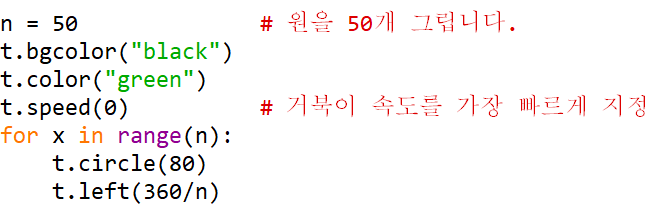 n = 50 # 원을 50개 그립니다.
t.bgcolor("black")
t.color("green")
t.speed(0) # 거북이 속도를 가장 빠르게 지정
for x in range(n):
    t.circle(80)
    t.left(360/n)